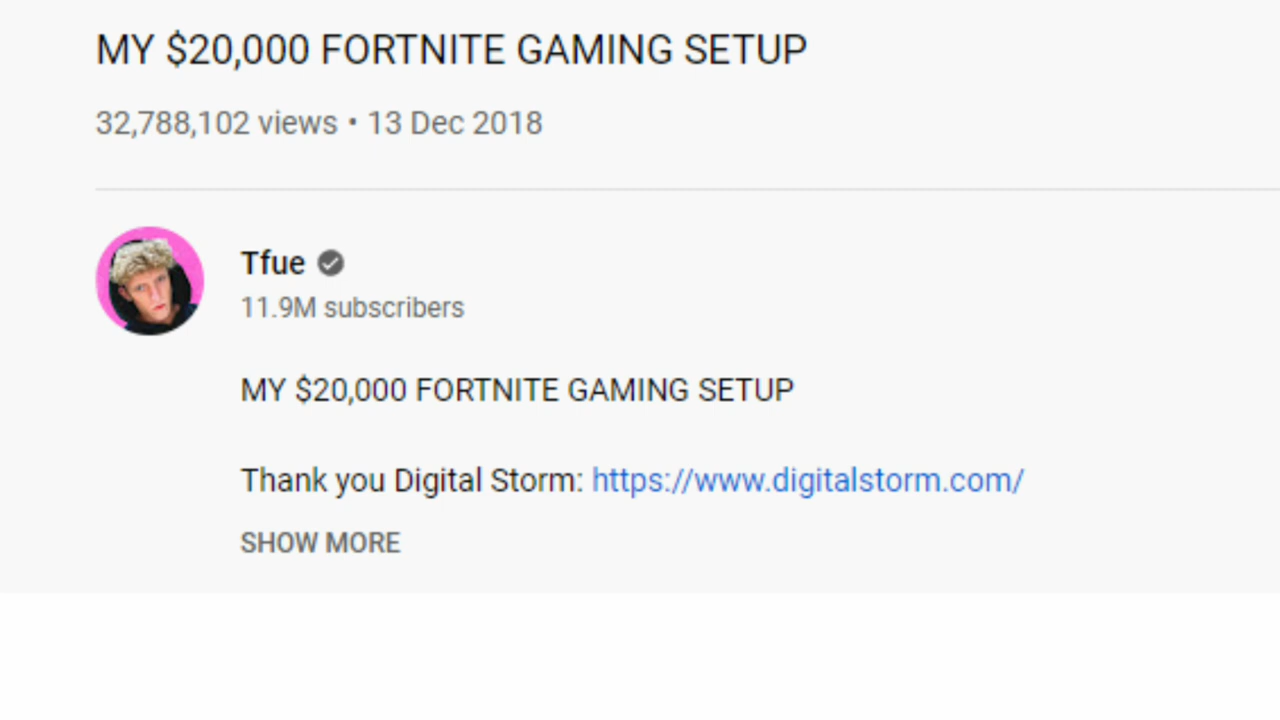 MY $20,000 FORTNITE GAMING SETUP
32,788,102 views • 13 Dec 2018
Tfue
11.9M subscribers
MY $20,000 FORTNITE GAMING SETUP
Thank you Digital Storm: https://www.digitalstorm.com/
SHOW MORE